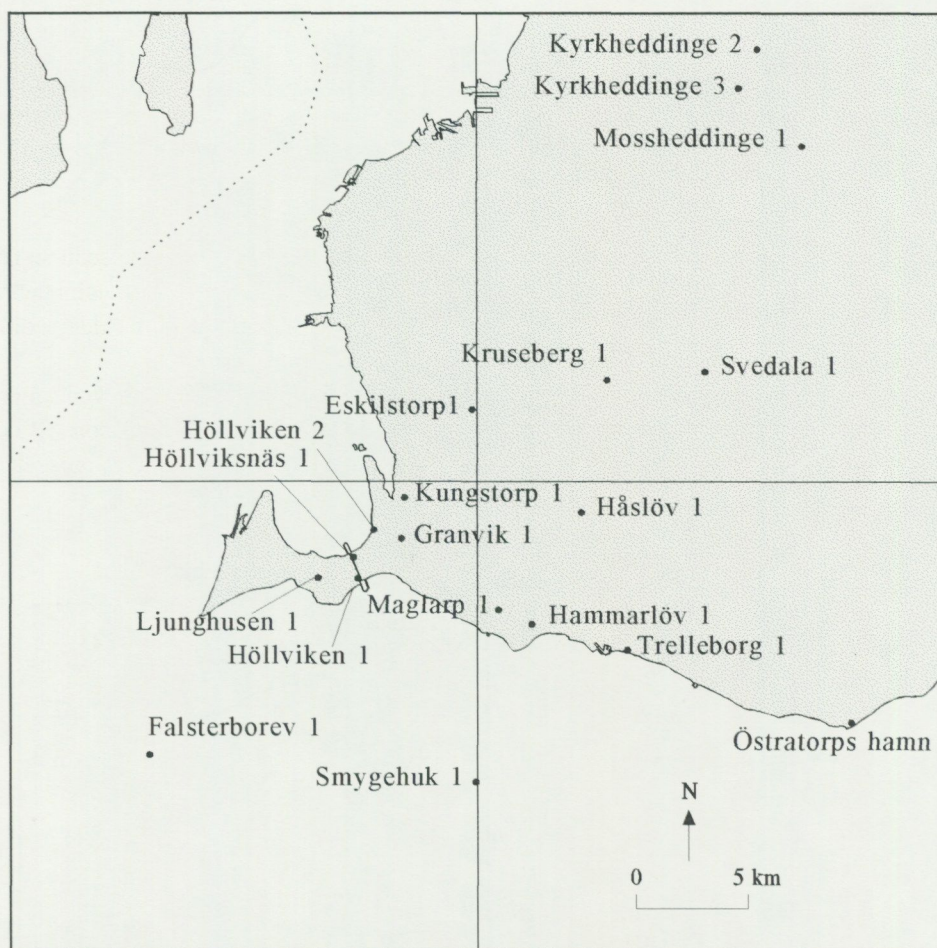 Kyrkheddinge 2
Kyrkheddinge 3
Mossheddinge 1
Kruseberg 1
Svedala 1
Eskilstorp1
Höllviken 2
Höllviksnäs 1
Kungstorp 1
Håslöv 1
Granvik 1
Maglarp 1
Ljunghusen 1
Hammarlöv 1
Trelleborg 1
Höllviken 1
Falsterborev 1
Östratorps hamn
Smygehuk 1
N
0 5 km